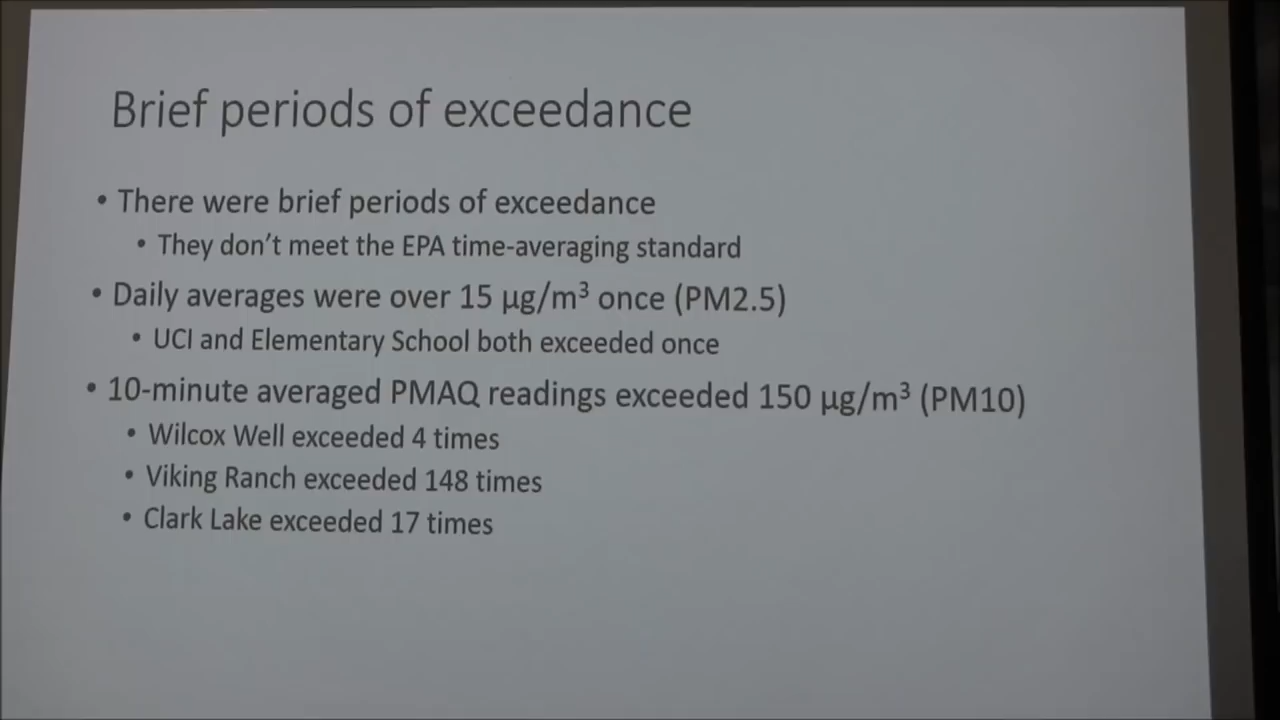 Brief periods of exceedance
• There were brief periods of exceedance
• They don't meet the EPA time-averaging standard
• Daily averages were over 15 µg/m³ once (PM2.5)
• UCI and Elementary School both exceeded once
• 10-minute averaged PMAQ readings exceeded 150 µg/m³ (PM10)
• Wilcox Well exceeded 4 times
• Viking Ranch exceeded 148 times
• Clark Lake exceeded 17 times